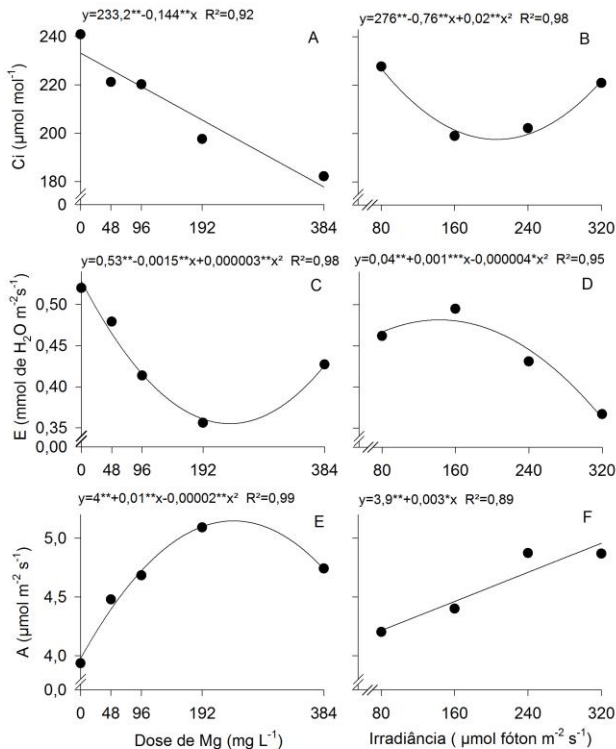 y=233,2**-0,144**x R²=0,92
A
Ci (µmol mol⁻¹)
240
220
200
180
0
0 48 96 192 384
y=276**-0,76**x+0,02**x² R²=0,98
B
80 160 240 320
y=0,53**-0,0015**x+0,000003**x² R²=0,98
C
E (mmol de H₂O m⁻²s⁻¹)
0,50
0,45
0,40
0,35
0,00
0 48 96 192 384
y=0,04**+0,001***x-0,000004*x² R²=0,95
D
80 160 240 320
y=4**+0,01**x-0,00002**x² R²=0,99
E
A (µmol m⁻² s⁻¹)
5,0
4,5
4,0
0,0
0 48 96 192 384
Dose de Mg (mg L⁻¹)
y=3,9**+0,003*x R²=0,89
F
80 160 240 320
Irradiância ( µmol fóton m⁻² s⁻¹)